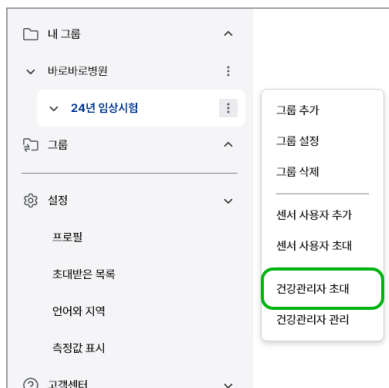 내 그룹
바로바로병원
24년 임상시험
그룹
설정
프로필
초대받은 목록
언어와 지역
측정값 표시
고객센터
그룹 추가
그룹 설정
그룹 삭제
센서 사용자 추가
센서 사용자 초대
건강관리자 초대
건강관리자 관리